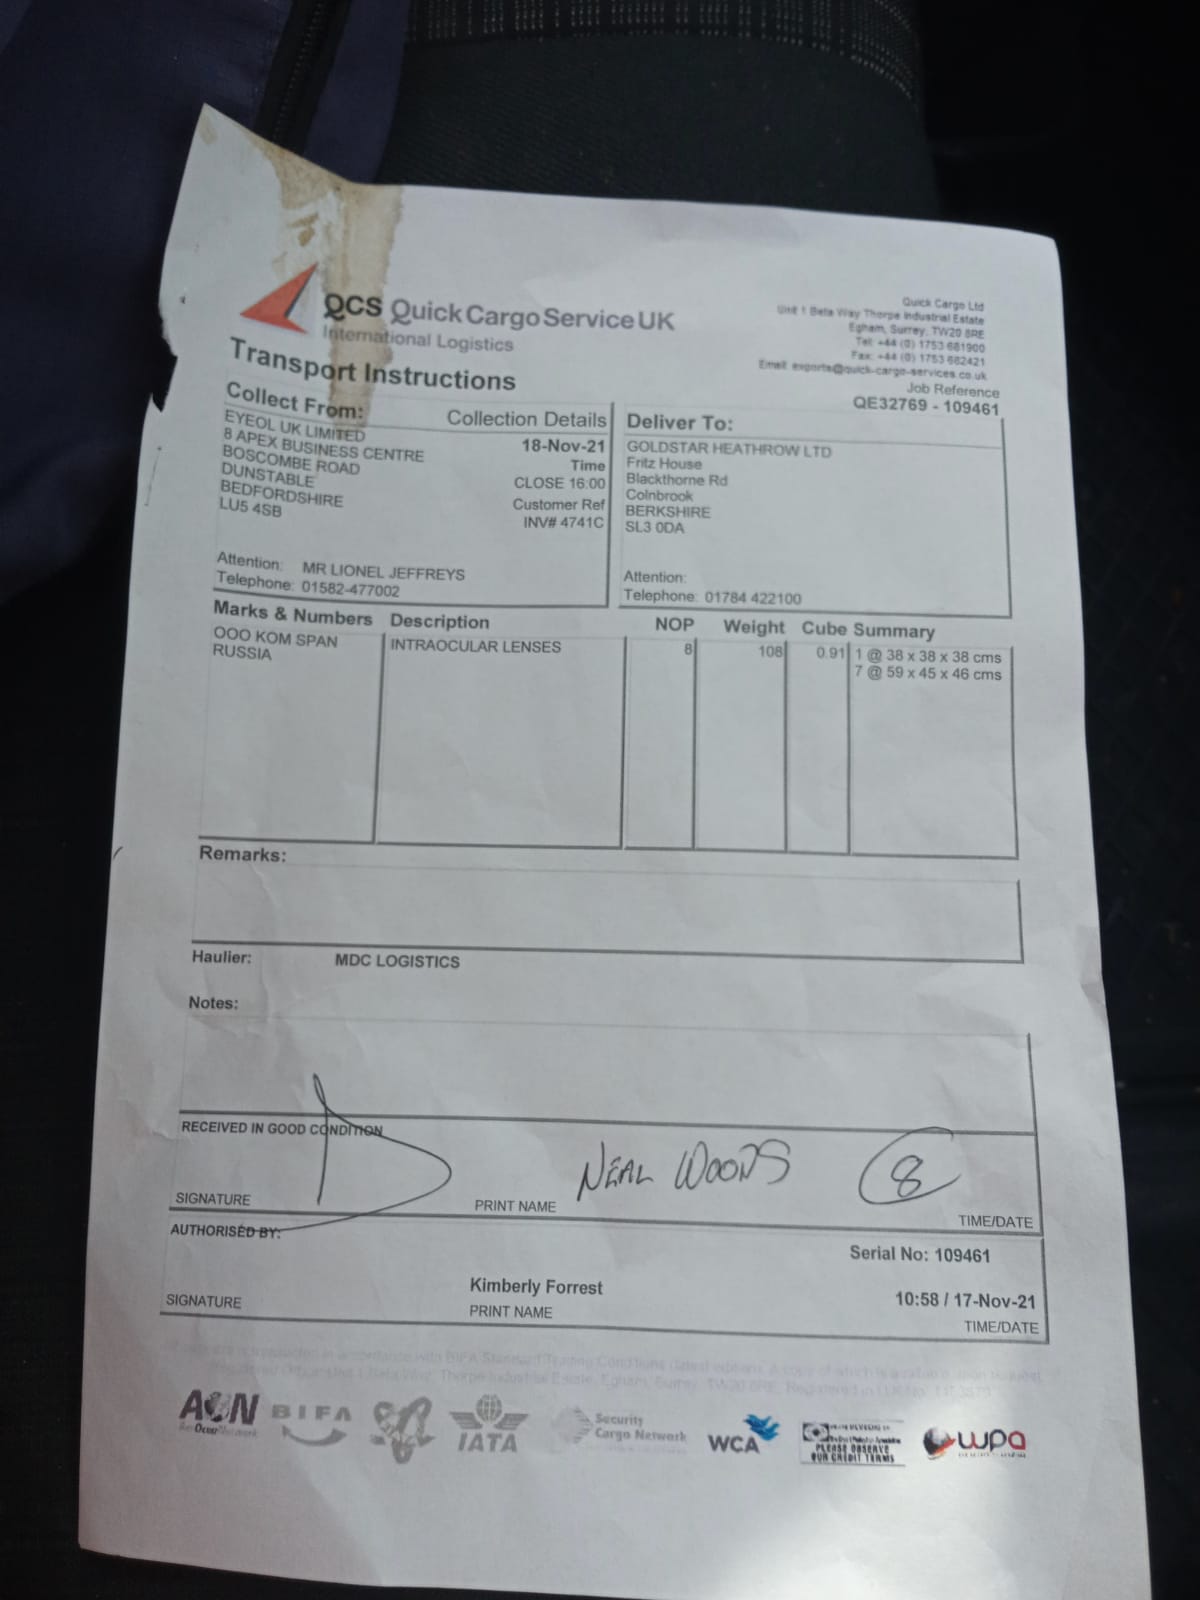 QCS Quick Cargo Service UK
International Logistics
Transport Instructions
Quick Cargo Ltd
Unit 1 Beta Way Thorpe Industrial Estate
Egham, Surrey, TW20 8RE
Tel: +44 (0) 1753 681900
Fax: +44 (0) 1753 682421
Email: exports@quick-cargo-services.co.uk
Job Reference
QE32769 - 109461
Collect From:
Collection Details
EYEOL UK LIMITED
8 APEX BUSINESS CENTRE
BOSCOMBE ROAD
DUNSTABLE
BEDFORDSHIRE
LU5 4SB
18-Nov-21
Time
CLOSE 16:00
Customer Ref
INV# 4741C
Attention: MR LIONEL JEFFREYS
Telephone: 01582-477002
Deliver To:
GOLDSTAR HEATHROW LTD
Fritz House
Blackthorne Rd
Colnbrook
BERKSHIRE
SL3 0DA
Attention:
Telephone: 01784 422100
Marks & Numbers Description NOP Weight Cube Summary
OOO KOM SPAN INTRAOCULAR LENSES 8 108 0.91 1 @ 38 x 38 x 38 cms
RUSSIA 7 @ 59 x 45 x 46 cms
Remarks:
Haulier: MDC LOGISTICS
Notes:
RECEIVED IN GOOD CONDITION
NEAL WOODS 8
SIGNATURE PRINT NAME TIME/DATE
AUTHORISED BY:
Serial No: 109461
Kimberly Forrest 10:58 / 17-Nov-21
SIGNATURE PRINT NAME TIME/DATE
AON BIFA IATA Security
Cargo Network
WCA
PLEASE OBSERVE
OUR CREDIT TERMS
wpa